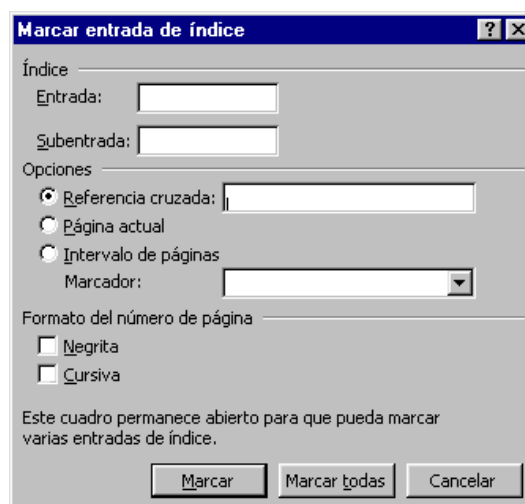 Marcar entrada de índice
Índice
Entrada:
Subentrada:
Opciones
Referencia cruzada:
Página actual
Intervalo de páginas
Marcador:
Formato del número de página
Negrita
Cursiva
Este cuadro permanece abierto para que pueda marcar
varias entradas de índice.
Marcar Marcar todas Cancelar